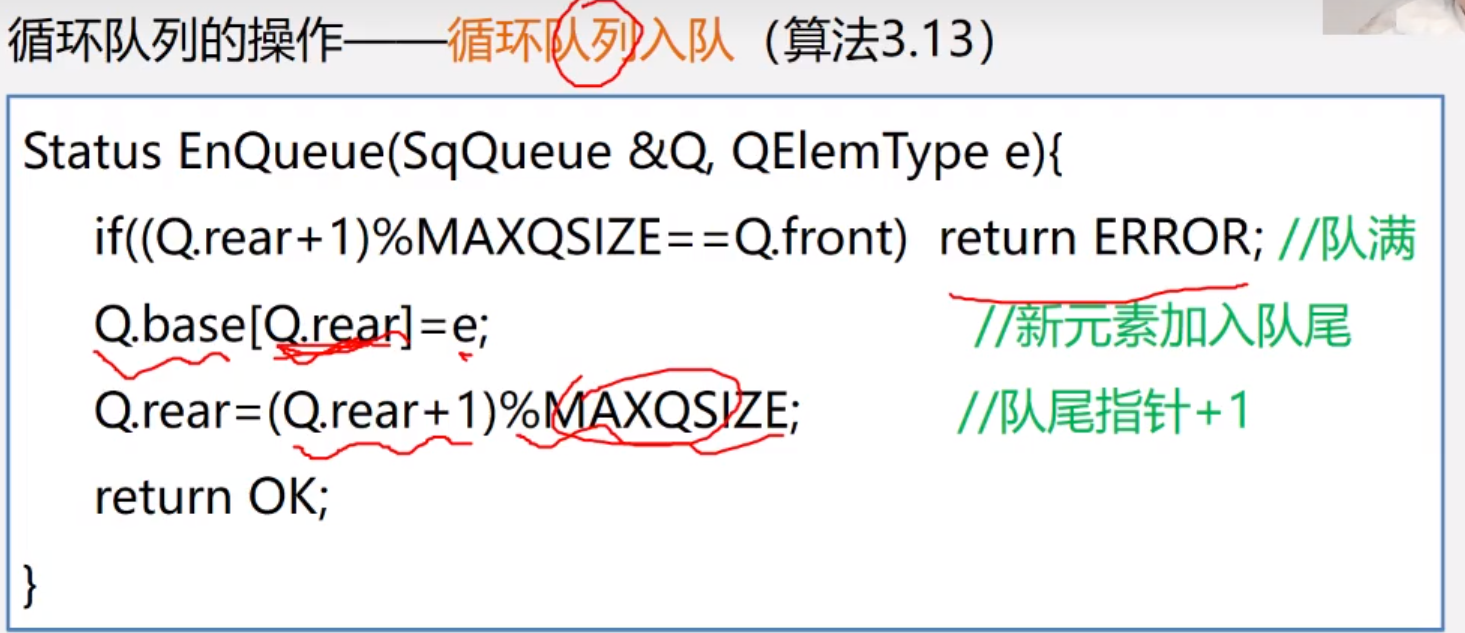 循环队列的操作——循环队列入队（算法3.13）
Status EnQueue(SqQueue &Q, QElemType e){
if((Q.rear+1)%MAXQSIZE==Q.front) return ERROR; //队满
Q.base[Q.rear]=e; //新元素加入队尾
Q.rear=(Q.rear+1)%MAXQSIZE; //队尾指针+1
return OK;
}